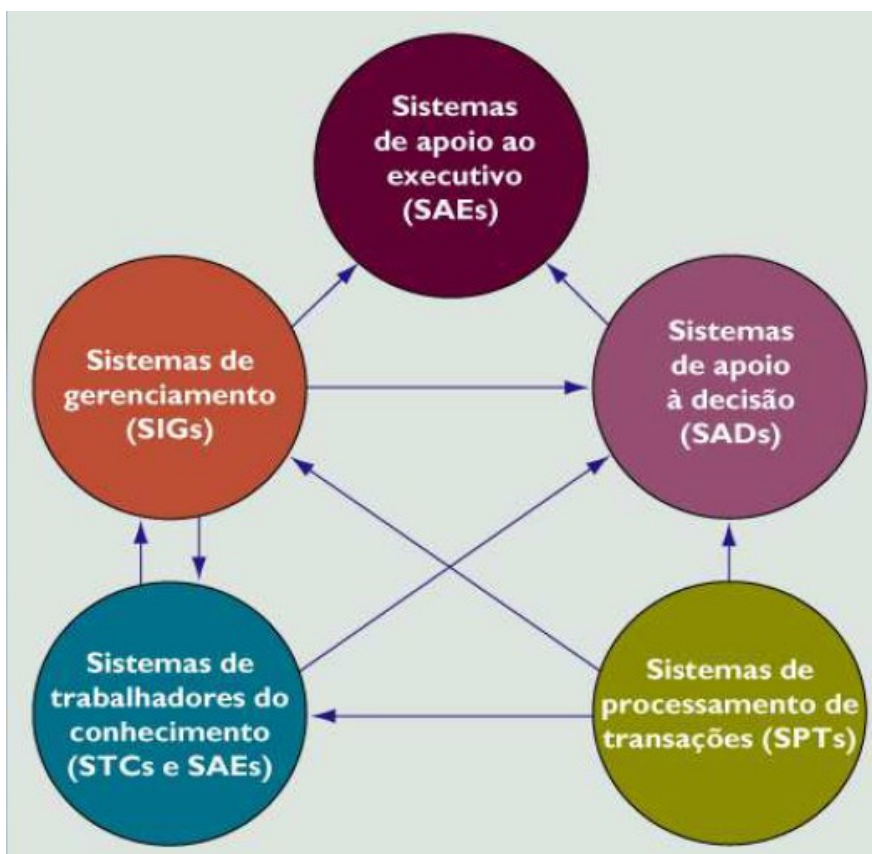 Sistemas
de apoio ao
executivo
(SAEs)
Sistemas de
gerenciamento
(SIGs)
Sistemas
de apoio
à decisão
(SADs)
Sistemas de
trabalhadores do
conhecimento
(STCs e SAEs)
Sistemas de
processamento de
transações (SPTs)